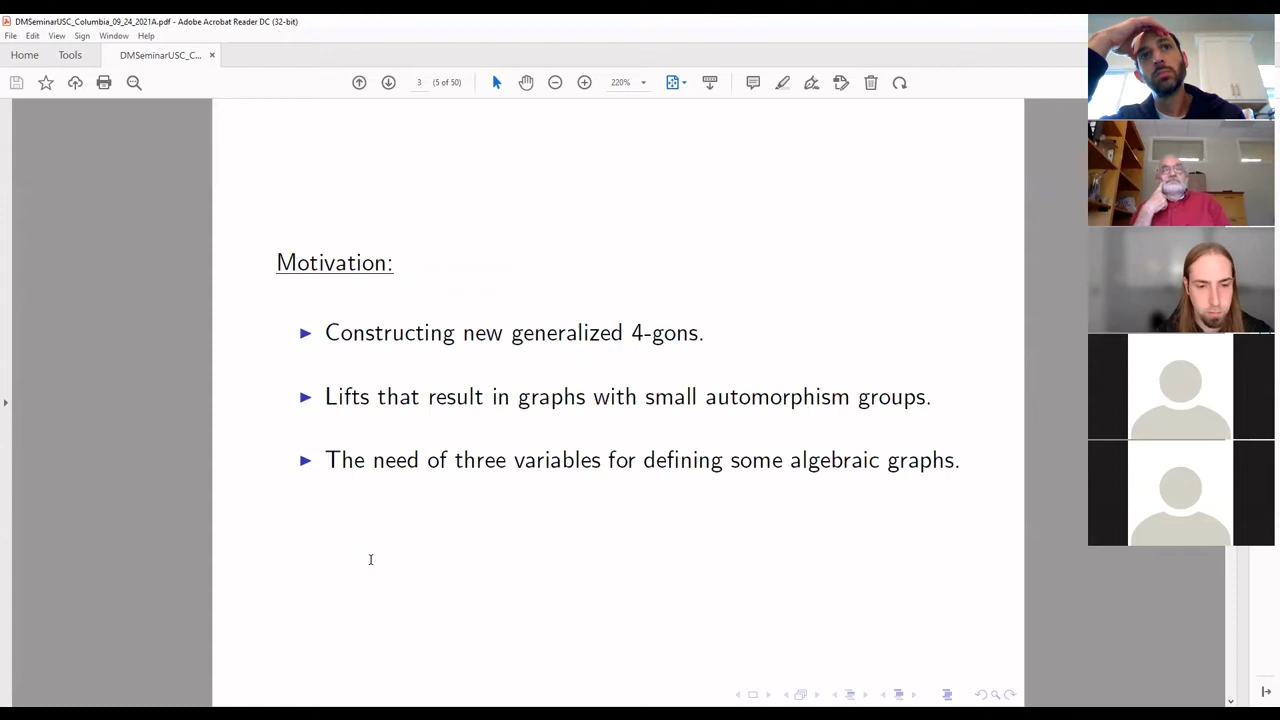 DMSeminarUSC_Columbia_09_24_2021A.pdf - Adobe Acrobat Reader DC (32-bit)
File Edit View Sign Window Help
Home Tools DMSeminarUSC_C... ×
3 (5 of 50) 220%
Motivation:
▶ Constructing new generalized 4-gons.
▶ Lifts that result in graphs with small automorphism groups.
▶ The need of three variables for defining some algebraic graphs.